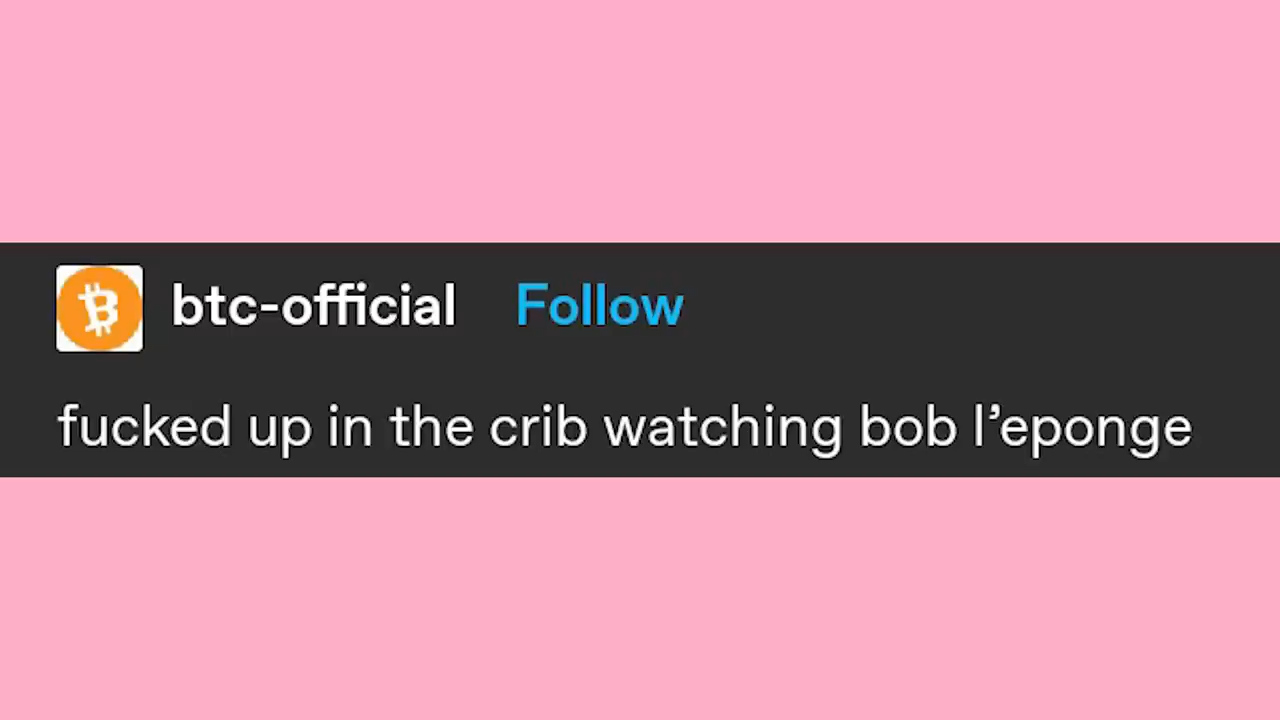 btc-official Follow
fucked up in the crib watching bob l’eponge